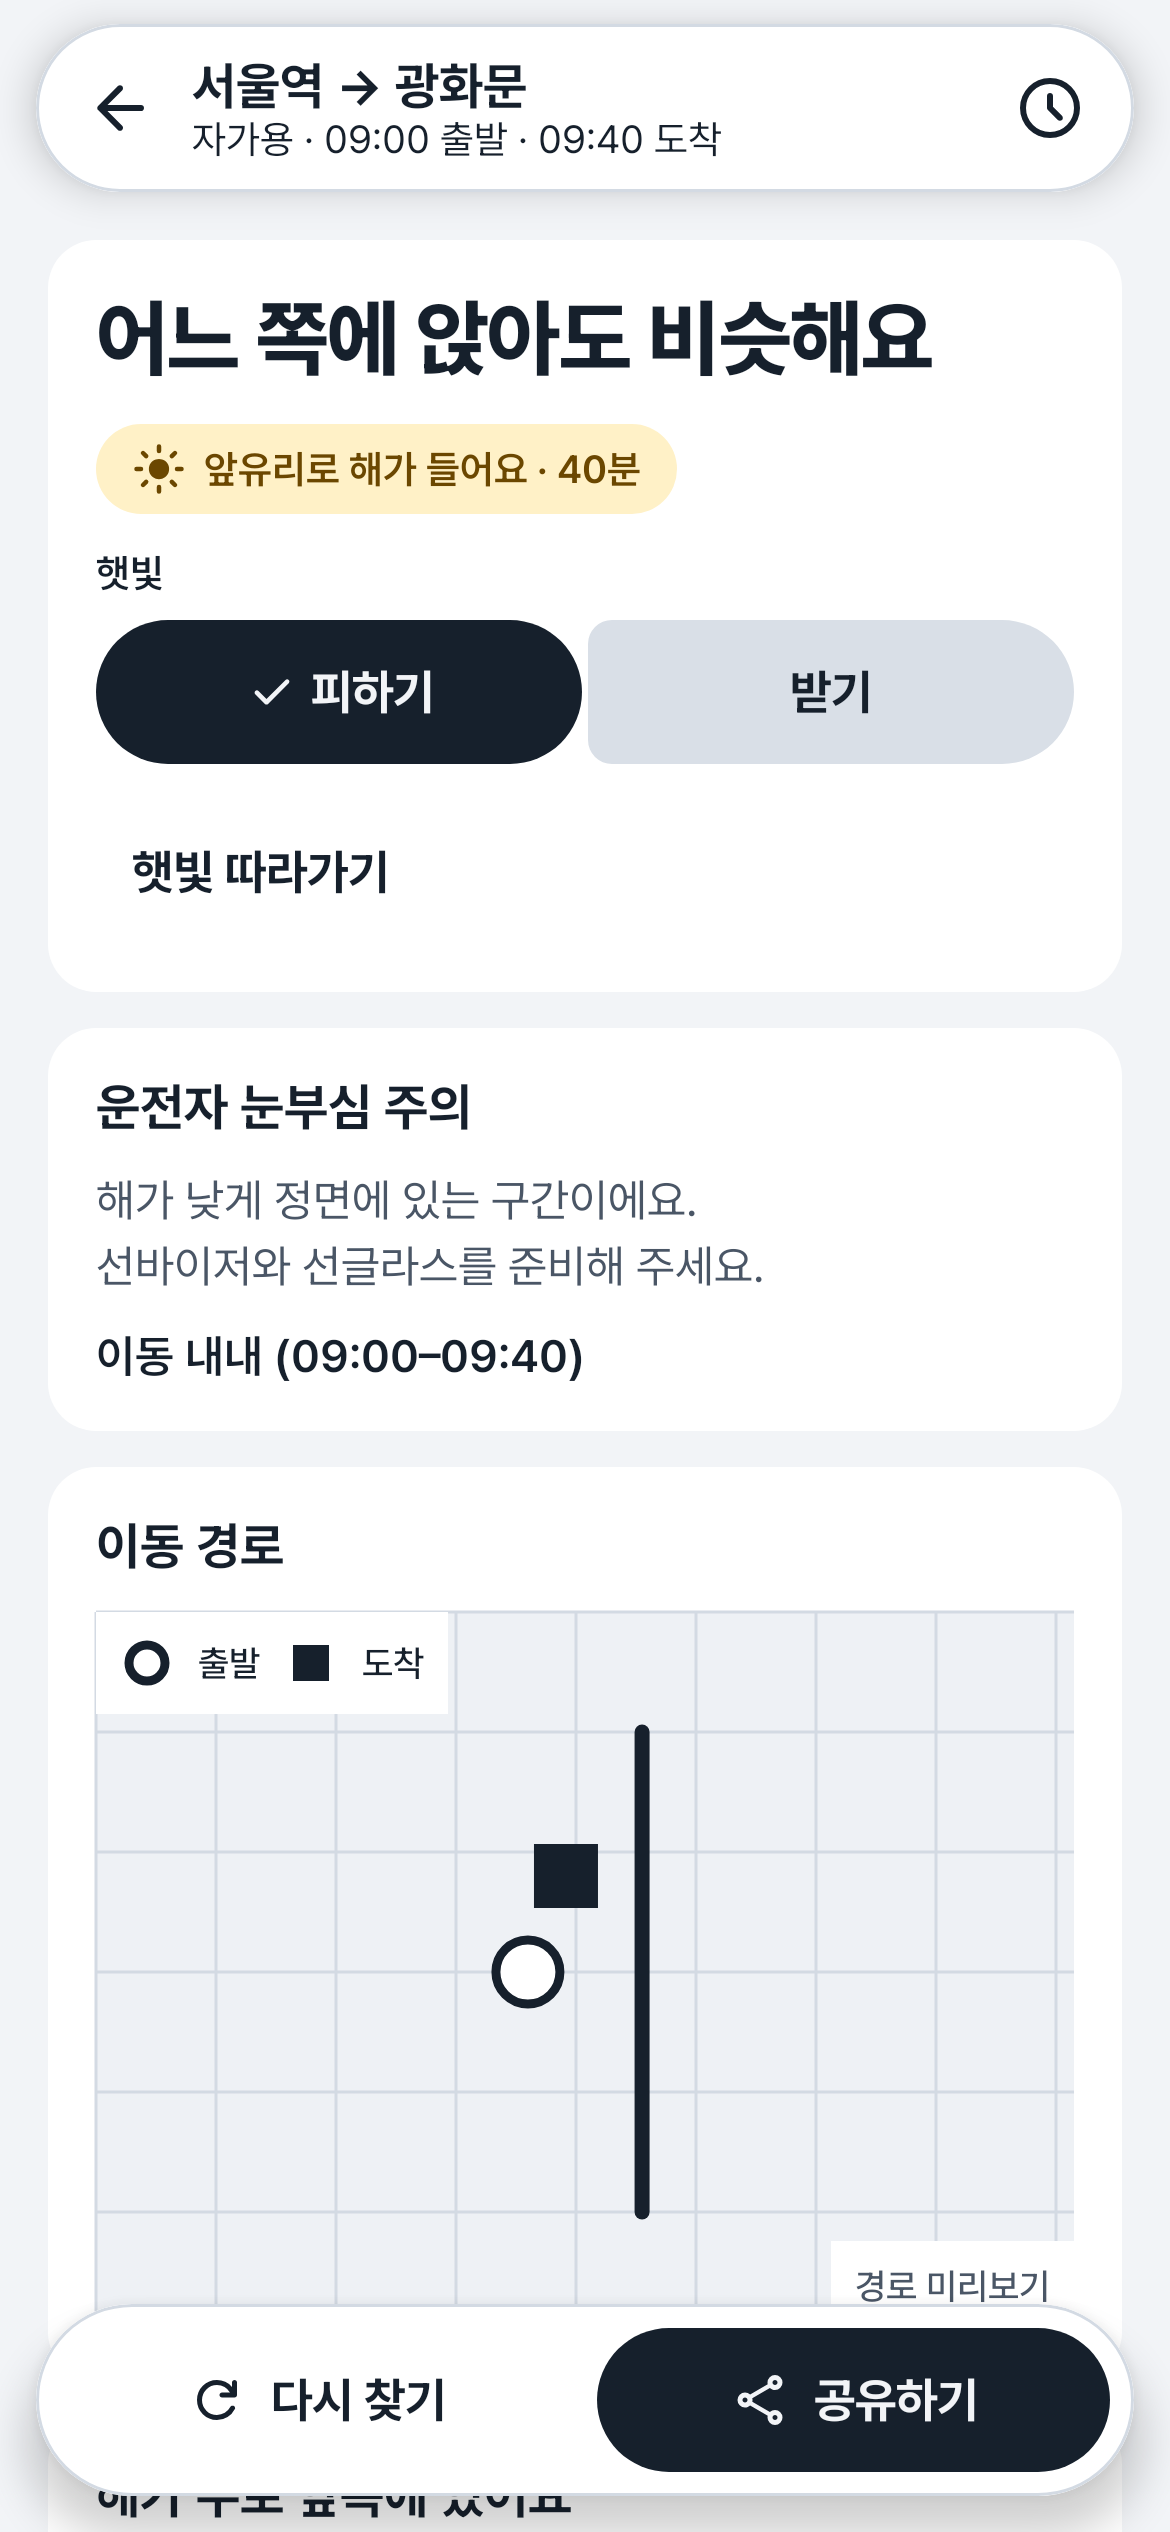 서울역 → 광화문
자가용 · 09:00 출발 · 09:40 도착
어느 쪽에 앉아도 비슷해요
앞유리로 해가 들어요 · 40분
햇빛
피하기
받기
햇빛 따라가기
운전자 눈부심 주의
해가 낮게 정면에 있는 구간이에요.
선바이저와 선글라스를 준비해 주세요.
이동 내내 (09:00–09:40)
이동 경로
출발
도착
경로 미리보기
다시 찾기
공유하기